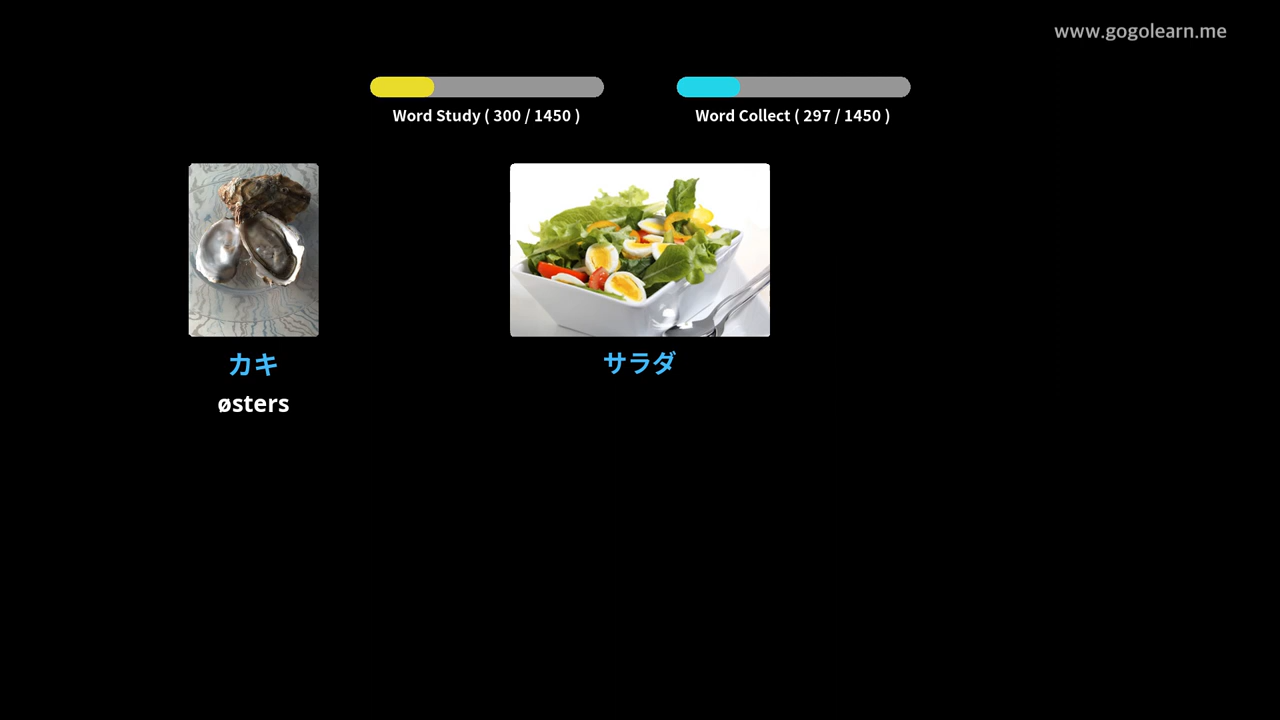 www.gogolearn.me
Word Study ( 300 / 1450 )
Word Collect ( 297 / 1450 )
カキ
サラダ
østers